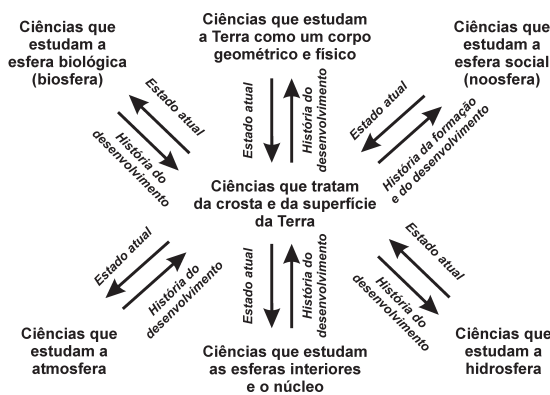 Ciências que
estudam a
esfera biológica
(biosfera)
Ciências que estudam
a Terra como um corpo
geométrico e físico
Ciências que
estudam a
esfera social
(noosfera)
Estado atual
História do
desenvolvimento
Estado atual
História do
desenvolvimento
Estado atual
História da formação
e do desenvolvimento
Ciências que tratam
da crosta e da superfície
da Terra
Estado atual
História do
desenvolvimento
Estado atual
História do
desenvolvimento
Estado atual
História do
desenvolvimento
Ciências que
estudam a
atmosfera
Ciências que estudam
as esferas interiores
e o núcleo
Ciências que
estudam a
hidrosfera